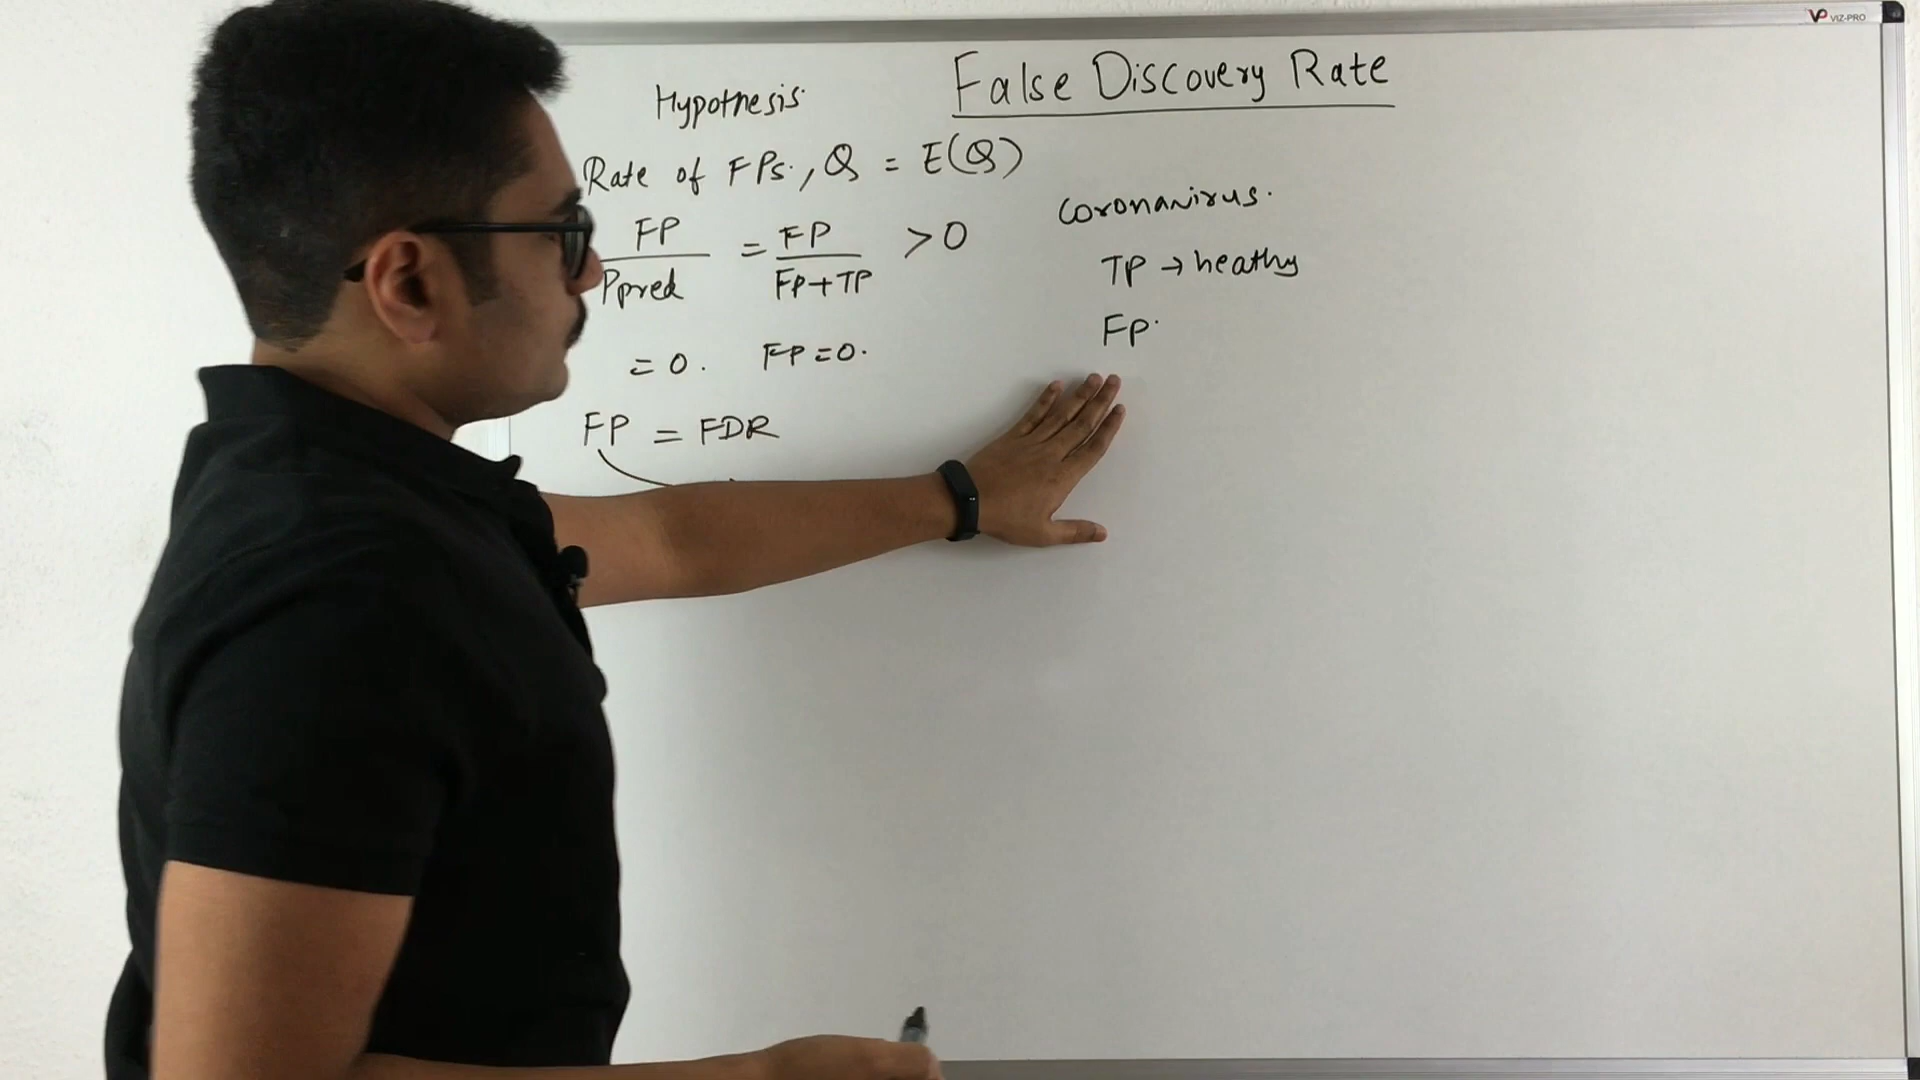 VP VIZ-PRO
False Discovery Rate
Hypothesis
Rate of FPs., Q = E(Q)
FP / Ppred = FP / FP+TP > 0
= 0. FP = 0.
FP = FDR
Coronavirus.
TP → heathy
FP.